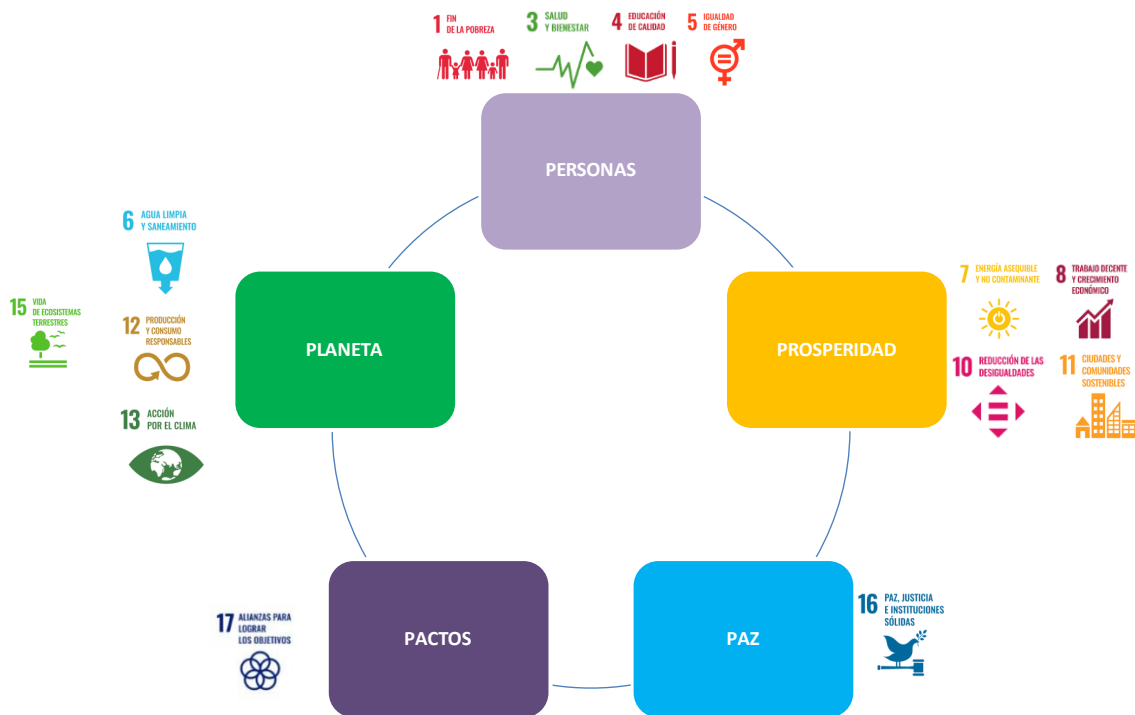 1 FIN
DE LA POBREZA
3 SALUD
Y BIENESTAR
4 EDUCACIÓN
DE CALIDAD
5 IGUALDAD
DE GÉNERO
PERSONAS
6 AGUA LIMPIA
Y SANEAMIENTO
15 VIDA
DE ECOSISTEMAS
TERRESTRES
12 PRODUCCIÓN
Y CONSUMO
RESPONSABLES
13 ACCIÓN
POR EL CLIMA
PLANETA
PROSPERIDAD
7 ENERGÍA ASEQUIBLE
Y NO CONTAMINANTE
8 TRABAJO DECENTE
Y CRECIMIENTO
ECONÓMICO
10 REDUCCIÓN DE LAS
DESIGUALDADES
11 CIUDADES Y
COMUNIDADES
SOSTENIBLES
17 ALIANZAS PARA
LOGRAR
LOS OBJETIVOS
PACTOS
PAZ
16 PAZ, JUSTICIA
E INSTITUCIONES
SÓLIDAS